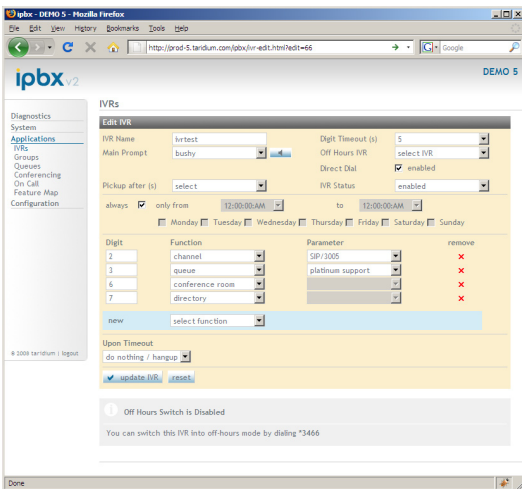 ipbx - DEMO 5 - Mozilla Firefox
File Edit View History Bookmarks Tools Help
http://prod-5.taridium.com/ipbx/ivr-edit.html?edit=66
G Google
ipbx v2
DEMO 5
Diagnostics
System
Applications
IVRs
Groups
Queues
Conferencing
On Call
Feature Map
Configuration
© 2008 taridium | logout
IVRs
Edit IVR
IVR Name ivrtest Digit Timeout (s) 5
Main Prompt bushy Off Hours IVR select IVR
Direct Dial enabled
Pickup after (s) select IVR Status enabled
always only from 12:00:00:AM to 12:00:00:AM
Monday Tuesday Wednesday Thursday Friday Saturday Sunday
Digit Function Parameter remove
2 channel SIP/3005
3 queue platinum support
6 conference room
7 directory
new select function
Upon Timeout
do nothing / hangup
update IVR reset
Off Hours Switch is Disabled
You can switch this IVR into off-hours mode by dialing *3466
Done